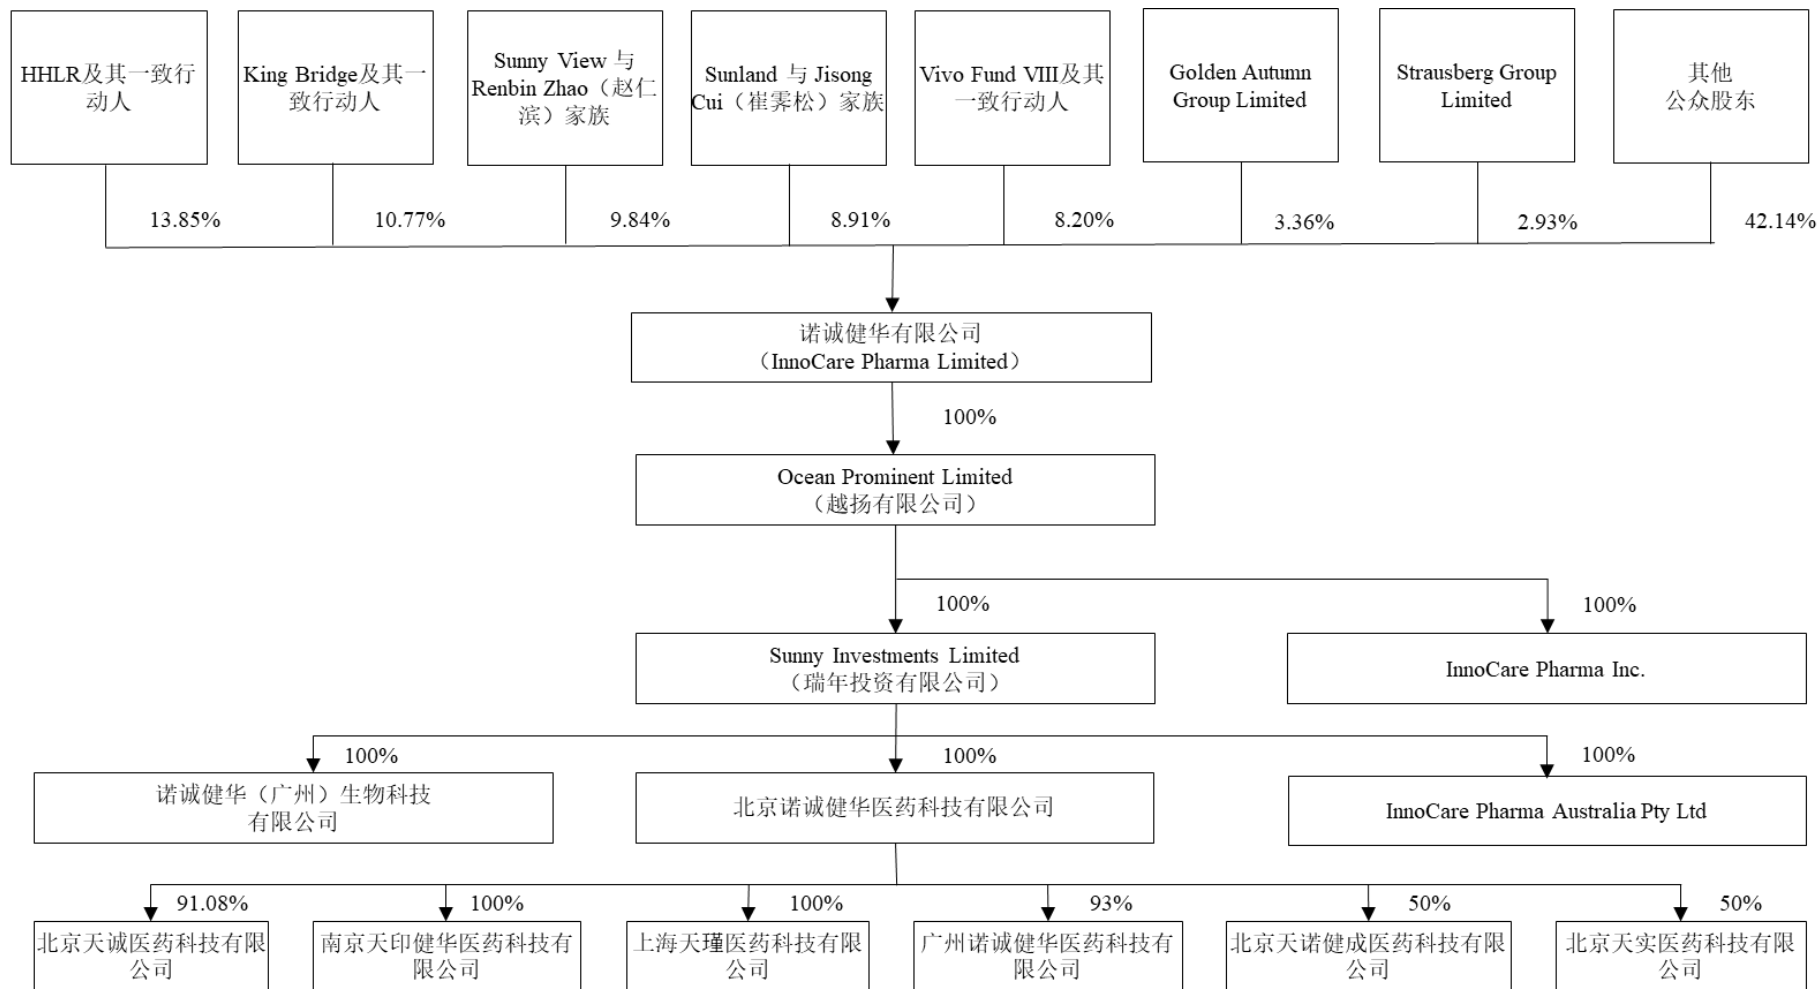 HHLR及其一致行
动人
King Bridge及其一
致行动人
Sunny View 与
Renbin Zhao（赵仁
滨）家族
Sunland 与 Jisong
Cui（崔霁松）家族
Vivo Fund VIII及其
一致行动人
Golden Autumn
Group Limited
Strausberg Group
Limited
其他
公众股东
13.85%
10.77%
9.84%
8.91%
8.20%
3.36%
2.93%
42.14%
诺诚健华有限公司
（InnoCare Pharma Limited）
100%
Ocean Prominent Limited
（越扬有限公司）
100%
100%
Sunny Investments Limited
（瑞年投资有限公司）
InnoCare Pharma Inc.
100%
100%
100%
诺诚健华（广州）生物科技
有限公司
北京诺诚健华医药科技有限公司
InnoCare Pharma Australia Pty Ltd
91.08%
100%
100%
93%
50%
50%
北京天诚医药科技有限
公司
南京天印健华医药科技有
限公司
上海天瑾医药科技有限
公司
广州诺诚健华医药科技有
限公司
北京天诺健成医药科技有限
公司
北京天实医药科技有限
公司